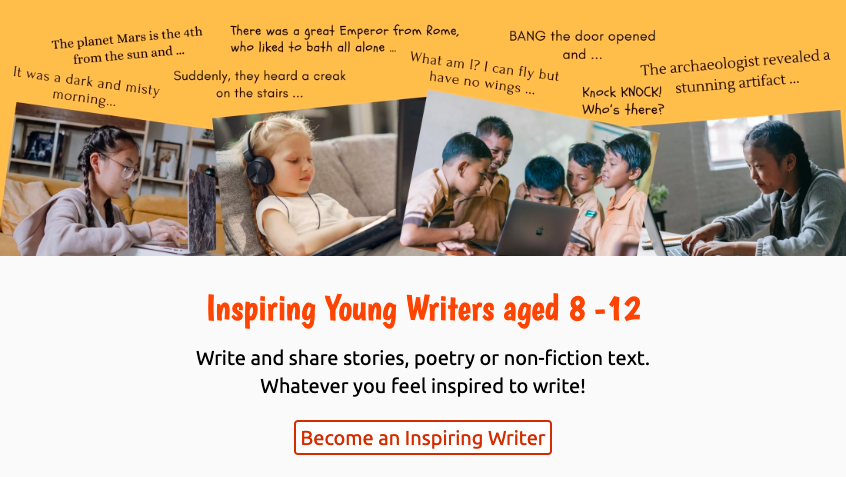 The planet Mars is the 4th
from the sun and ...
There was a great Emperor from Rome,
who liked to bath all alone ...
BANG the door opened
and ...
It was a dark and misty
morning...
Suddenly, they heard a creak
on the stairs ...
What am I? I can fly but
have no wings ...
Knock KNOCK!
Who's there?
The archaeologist revealed a
stunning artifact ...
Inspiring Young Writers aged 8 -12
Write and share stories, poetry or non-fiction text.
Whatever you feel inspired to write!
Become an Inspiring Writer